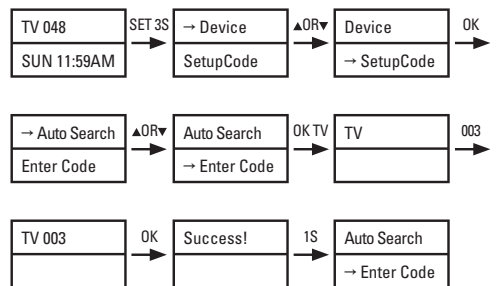 TV 048 SET 3S → Device ▲OR▼ Device OK
SUN 11:59AM SetupCode → SetupCode
→ Auto Search ▲OR▼ Auto Search OK TV TV 003
Enter Code → Enter Code
TV 003 OK Success! 1S Auto Search
→ Enter Code